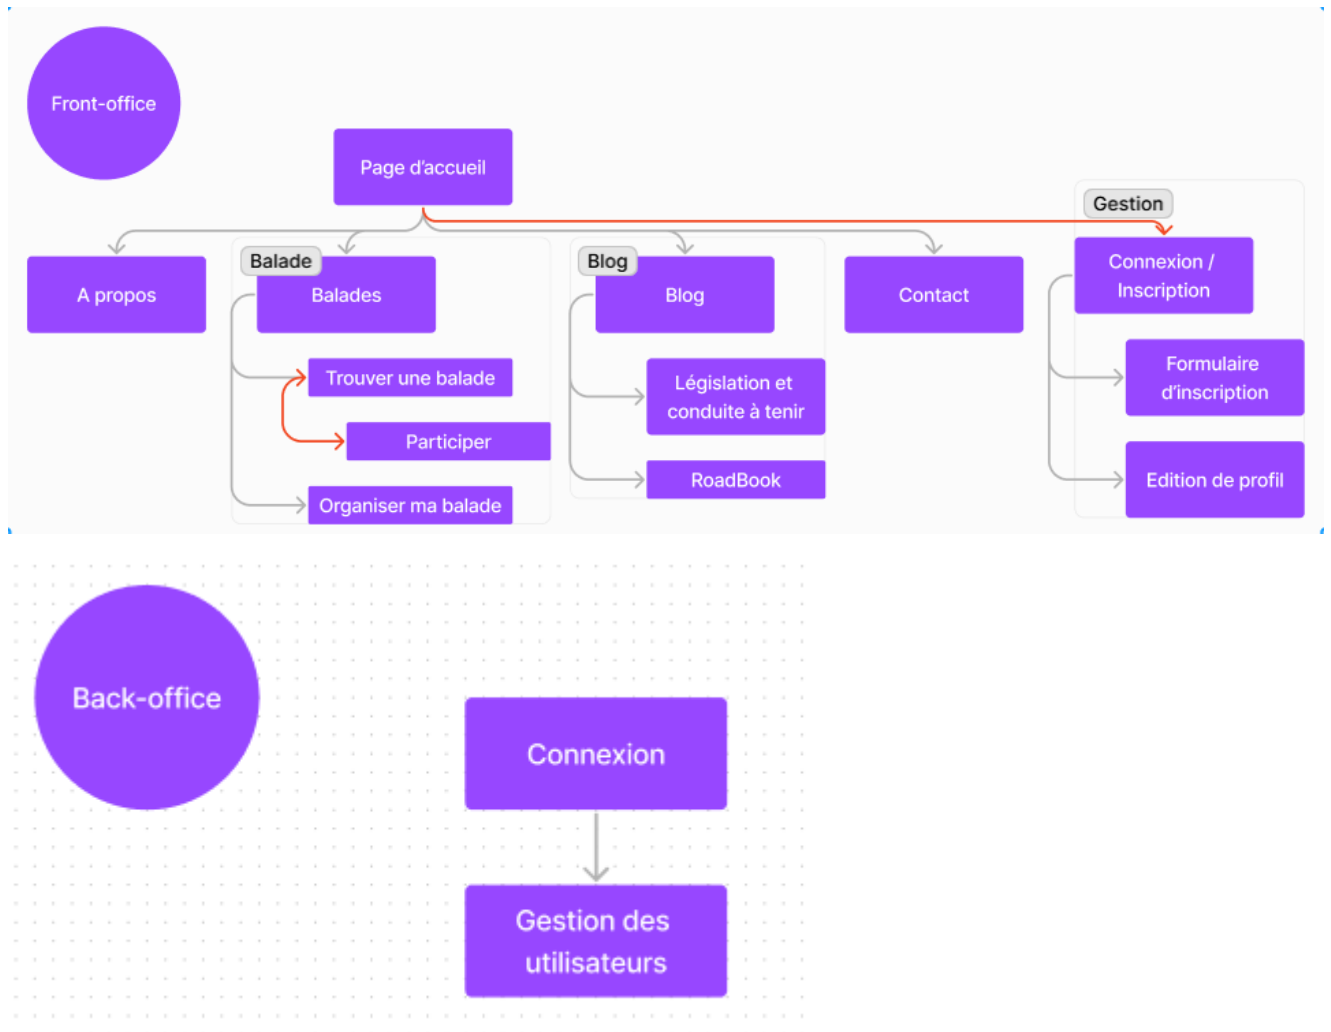 Front-office
Page d'accueil
Gestion
A propos
Balade
Balades
Blog
Blog
Contact
Connexion /
Inscription
Trouver une balade
Participer
Organiser ma balade
Législation et
conduite à tenir
RoadBook
Formulaire
d'inscription
Edition de profil
Back-office
Connexion
Gestion des
utilisateurs